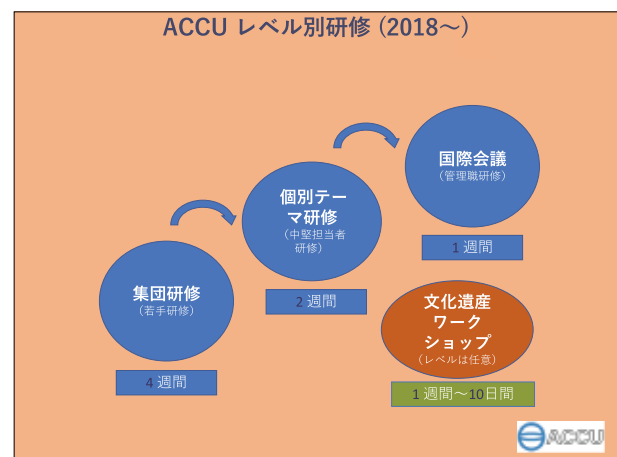 ACCU レベル別研修 (2018～)
国際会議
(管理職研修)
1 週間
個別テー
マ研修
(中堅担当者
研修)
2 週間
集団研修
(若手研修)
4 週間
文化遺産
ワーク
ショップ
(レベルは任意)
1 週間～10日間
ACCU